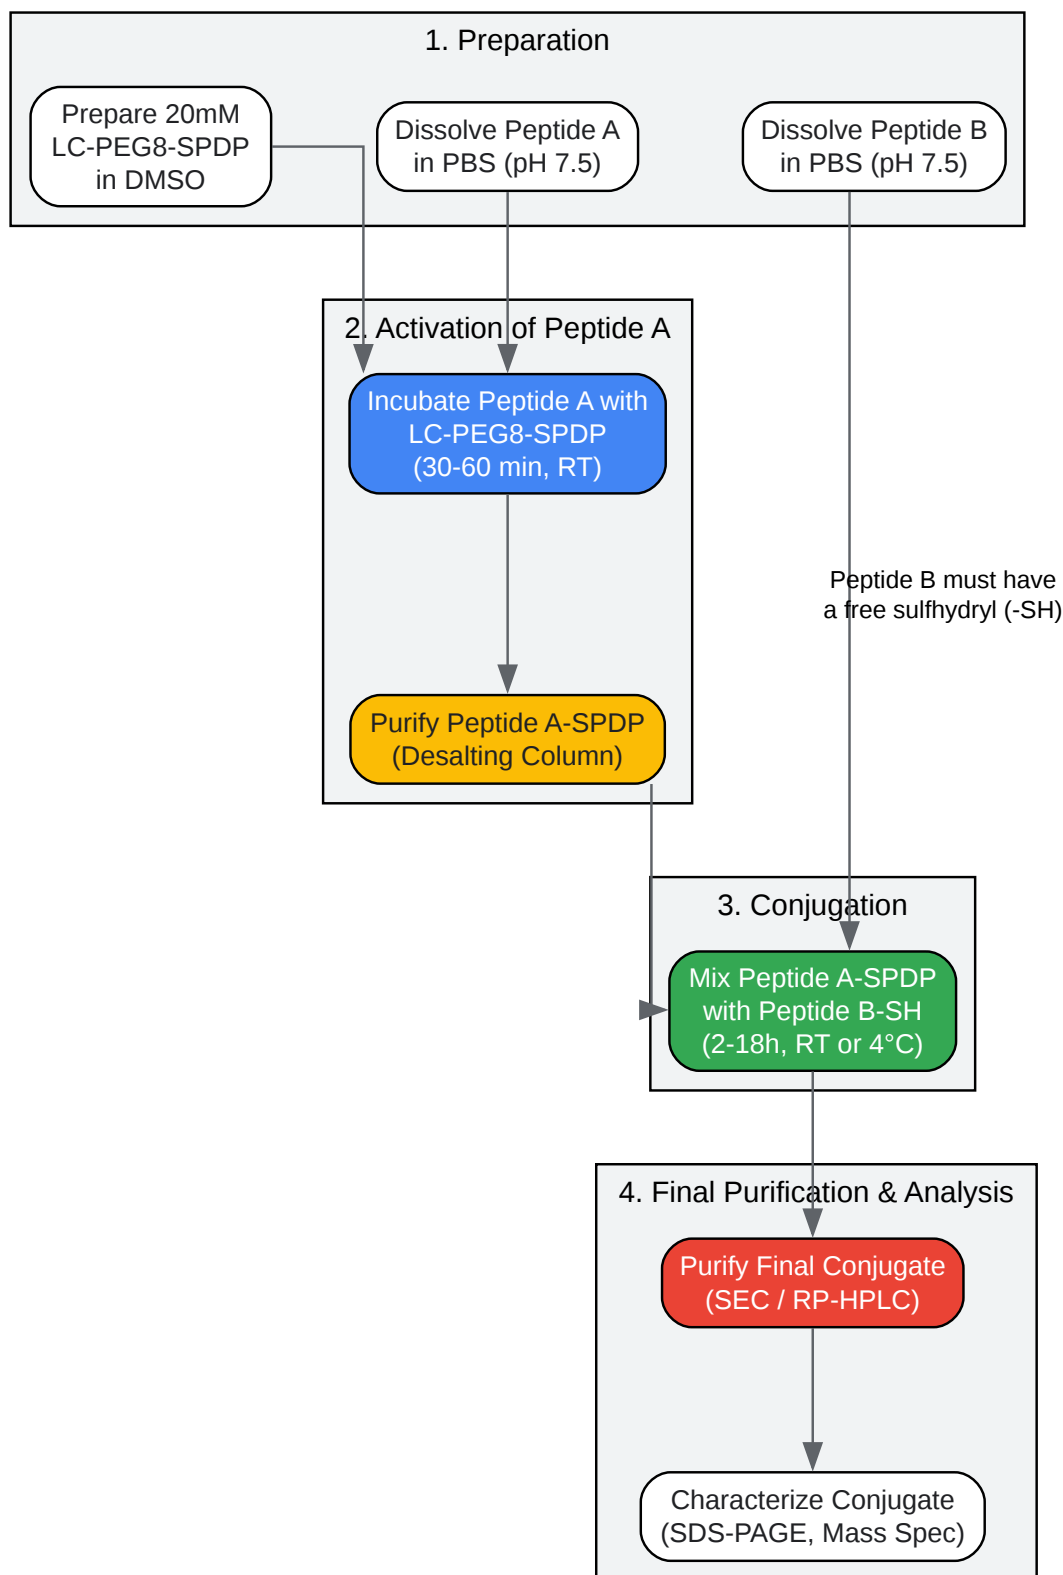 1. Preparation
Prepare 20mM
LC-PEG8-SPDP
in DMSO
Dissolve Peptide A
in PBS (pH 7.5)
Dissolve Peptide B
in PBS (pH 7.5)
2. Activation of Peptide A
Incubate Peptide A with
LC-PEG8-SPDP
(30-60 min, RT)
Peptide B must have
a free sulfhydryl (-SH)
Purify Peptide A-SPDP
(Desalting Column)
3. Conjugation
Mix Peptide A-SPDP
with Peptide B-SH
(2-18h, RT or 4°C)
4. Final Purification & Analysis
Purify Final Conjugate
(SEC / RP-HPLC)
Characterize Conjugate
(SDS-PAGE, Mass Spec)